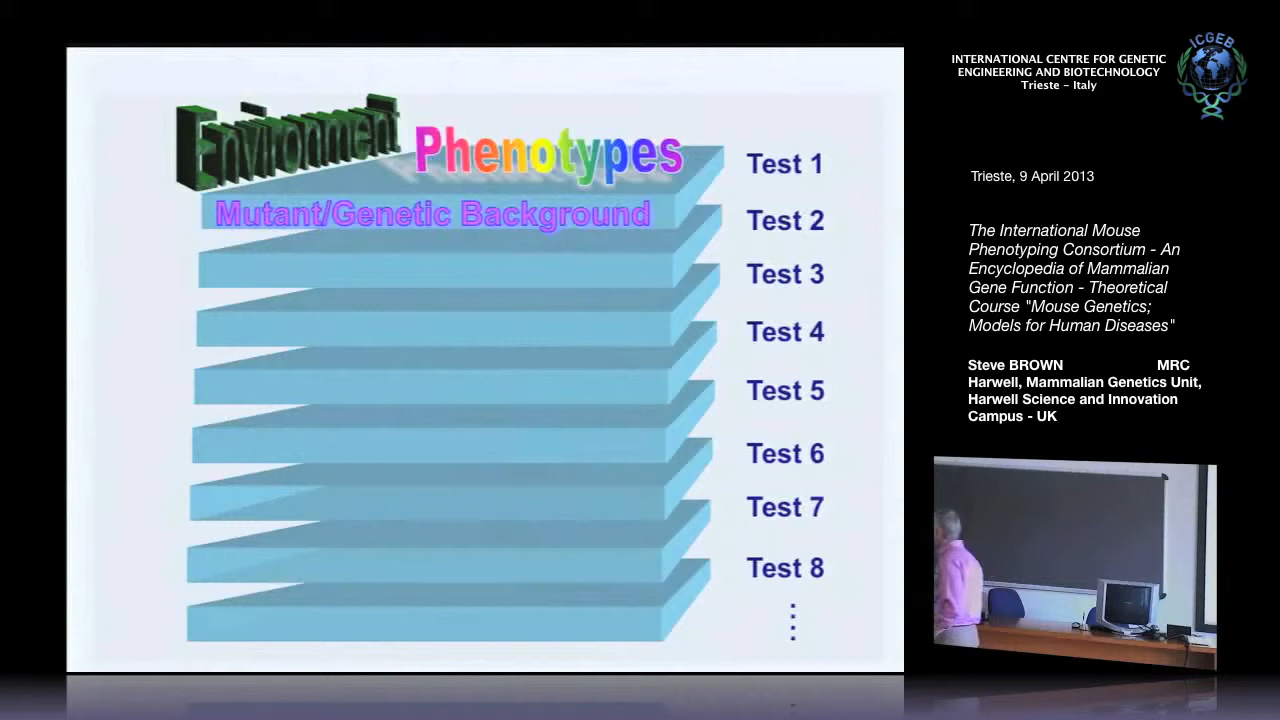 Environment
Phenotypes
Mutant/Genetic Background
Test 1
Test 2
Test 3
Test 4
Test 5
Test 6
Test 7
Test 8
INTERNATIONAL CENTRE FOR GENETIC
ENGINEERING AND BIOTECHNOLOGY
Trieste - Italy
ICGEB
Trieste, 9 April 2013
The International Mouse
Phenotyping Consortium - An
Encyclopedia of Mammalian
Gene Function - Theoretical
Course "Mouse Genetics;
Models for Human Diseases"
Steve BROWN MRC
Harwell, Mammalian Genetics Unit,
Harwell Science and Innovation
Campus - UK